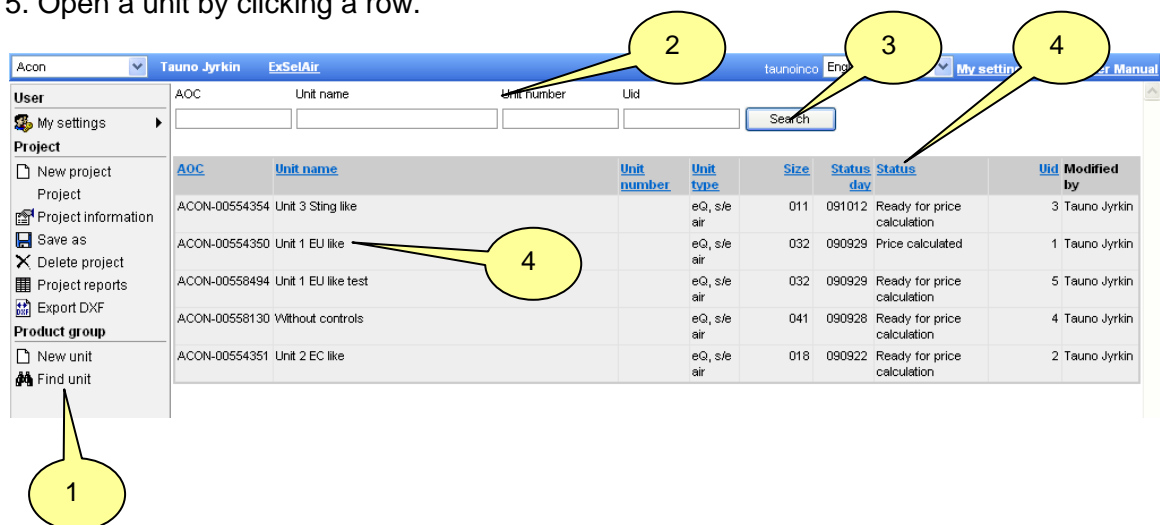 5. Open a unit by clicking a row.
2
3
4
Acon
Tauno Jyrkin ExSelAir
taunoinco
My
Manual
User
AOC Unit name Unit number Uid
My settings
Search
Project
New project
Project
Project information
Save as
Delete project
Project reports
Export DXF
Product group
New unit
Find unit
AOC Unit name Unit number Unit type Size Status day Status Uid Modified by
ACON-00554354 Unit 3 Sting like eQ, s/e air 011 091012 Ready for price calculation 3 Tauno Jyrkin
ACON-00554350 Unit 1 EU like eQ, s/e air 032 090929 Price calculated 1 Tauno Jyrkin
4
ACON-00558494 Unit 1 EU like test eQ, s/e air 032 090929 Ready for price calculation 5 Tauno Jyrkin
ACON-00558130 Without controls eQ, s/e air 041 090928 Ready for price calculation 4 Tauno Jyrkin
ACON-00554351 Unit 2 EC like eQ, s/e air 018 090922 Ready for price calculation 2 Tauno Jyrkin
1